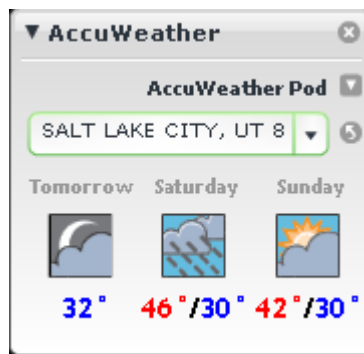 AccuWeather
AccuWeather Pod
SALT LAKE CITY, UT 8
Tomorrow Saturday Sunday
32° 46°/30° 42°/30°